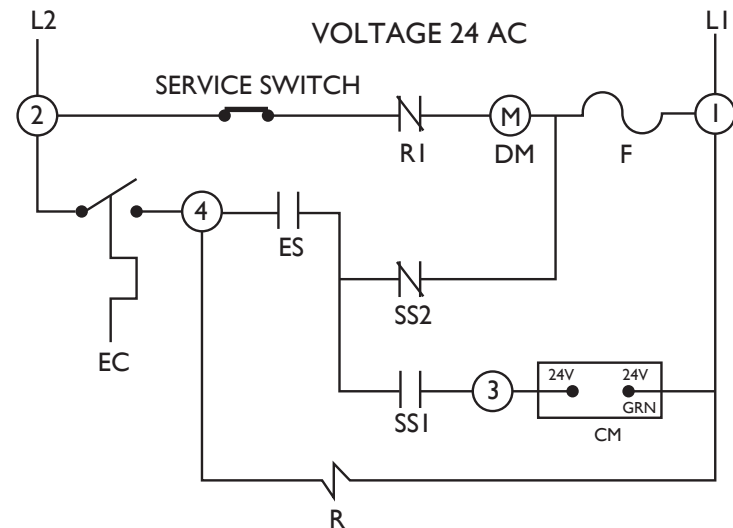 L2
VOLTAGE 24 AC
L1
SERVICE SWITCH
2
M
1
R1
DM
F
4
ES
SS2
EC
24V
24V
3
GRN
SS1
CM
R